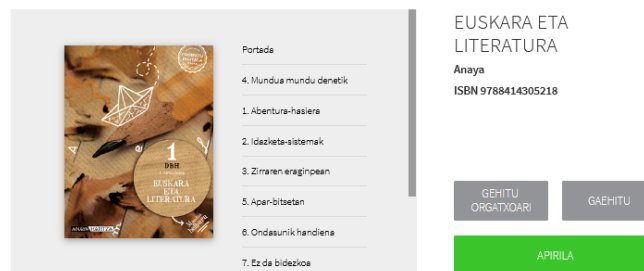 Portada
4. Mundua mundu denetik
1. Abentura-hasiera
2. Idazketa-sistemak
3. Zirraren eraginpean
5. Apar-bitsetan
6. Ondasunik handiena
7. Ez da bidezkoa
1
DBH
EUSKARA
ETA
LITERATURA
ANAYA HARITZA
EUSKARA ETA
LITERATURA
Anaya
ISBN 9788414305218
GEHITU
ORGATXOARI
GAEHITU
APIRILA